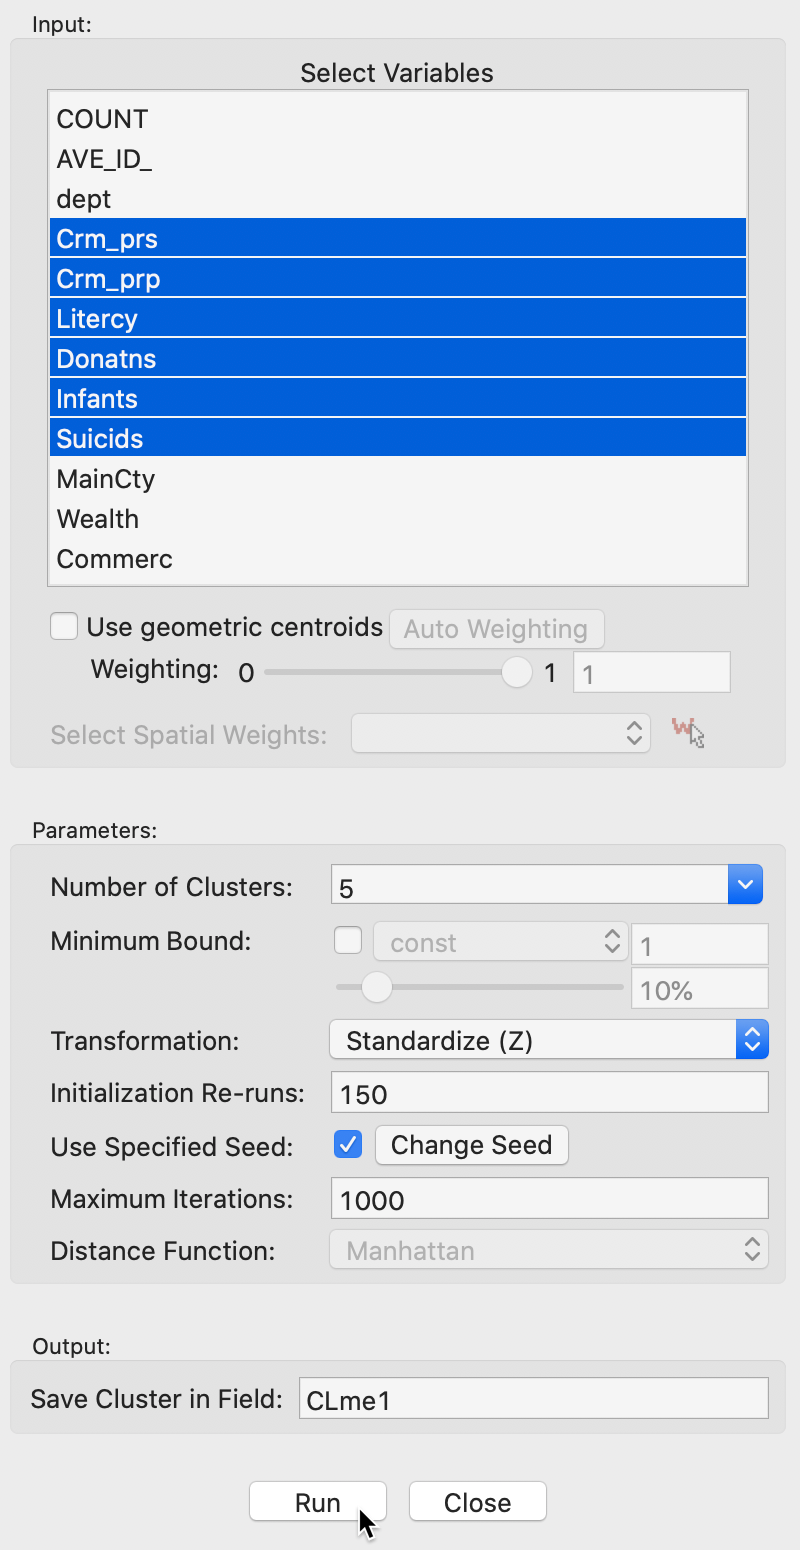 Input:
Select Variables
COUNT
AVE_ID_
dept
Crm_prs
Crm_prp
Litercy
Donatns
Infants
Suicids
MainCty
Wealth
Commerc
Use geometric centroids Auto Weighting
Weighting: 0 1 1
Select Spatial Weights: W
Parameters:
Number of Clusters: 5
Minimum Bound: const 1
10%
Transformation: Standardize (Z)
Initialization Re-runs: 150
Use Specified Seed: Change Seed
Maximum Iterations: 1000
Distance Function: Manhattan
Output:
Save Cluster in Field: CLme1
Run Close